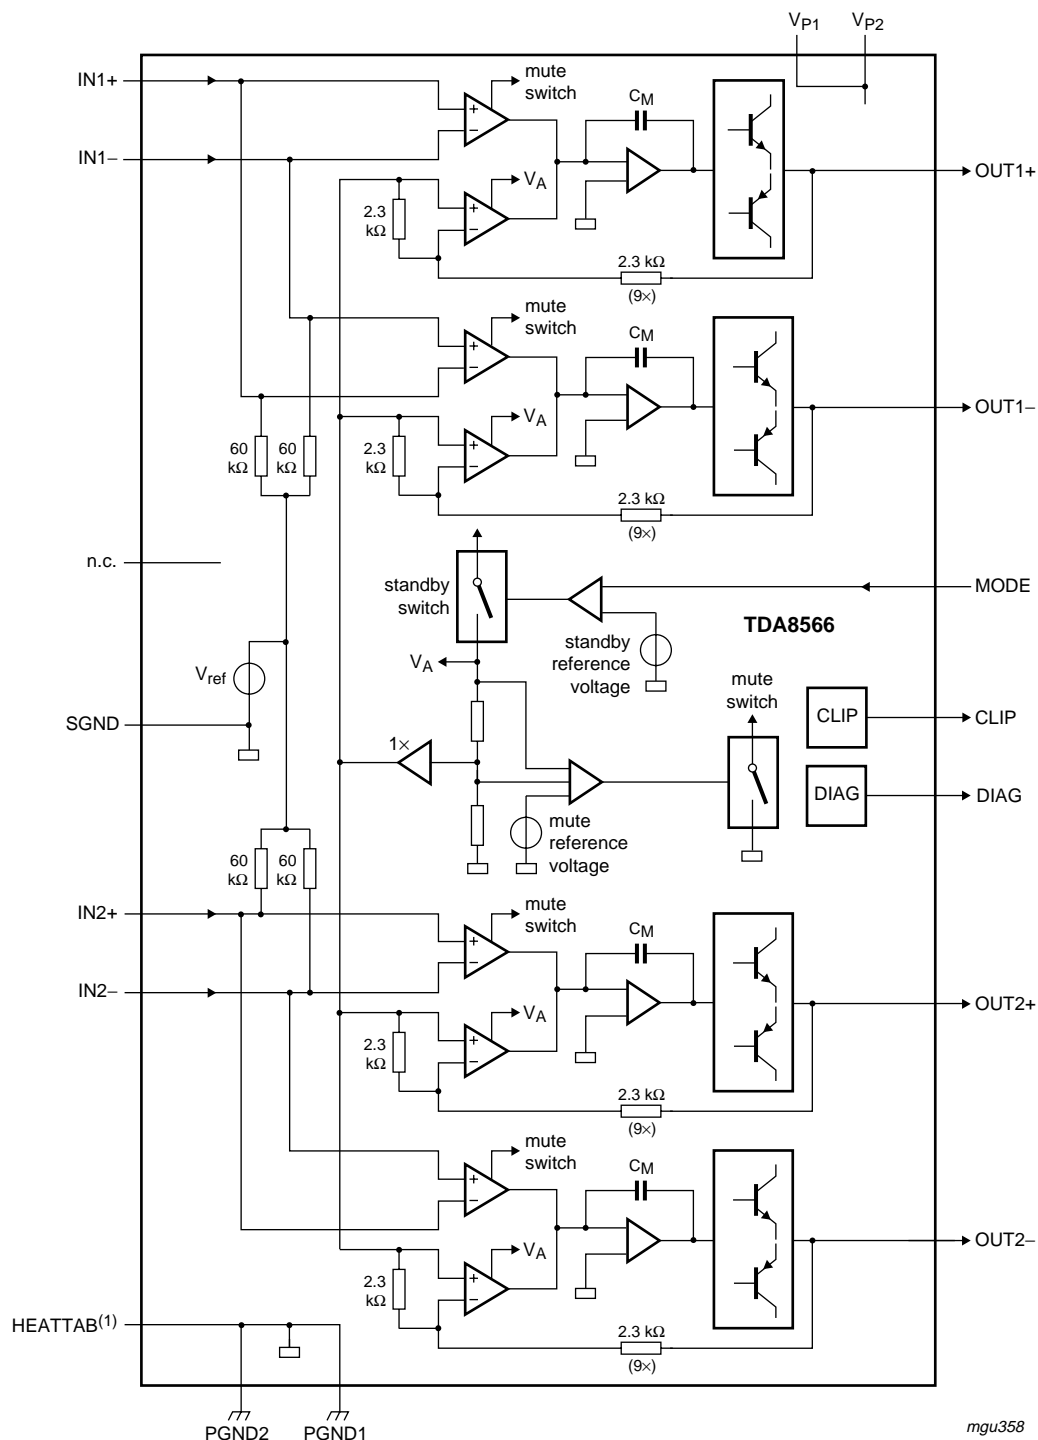 VP1
VP2
IN1+
mute
switch
CM
IN1−
VA
OUT1+
2.3
kΩ
2.3 kΩ
(9×)
mute
switch
CM
VA
OUT1−
60
kΩ
60
kΩ
2.3
kΩ
2.3 kΩ
(9×)
n.c.
standby
switch
MODE
TDA8566
standby
reference
voltage
VA
Vref
mute
switch
SGND
CLIP
CLIP
1×
DIAG
DIAG
mute
reference
voltage
60
kΩ
60
kΩ
IN2+
mute
switch
CM
IN2−
VA
OUT2+
2.3
kΩ
2.3 kΩ
(9×)
mute
switch
CM
VA
OUT2−
2.3
kΩ
HEATTAB(1)
2.3 kΩ
(9×)
PGND2
PGND1
mgu358